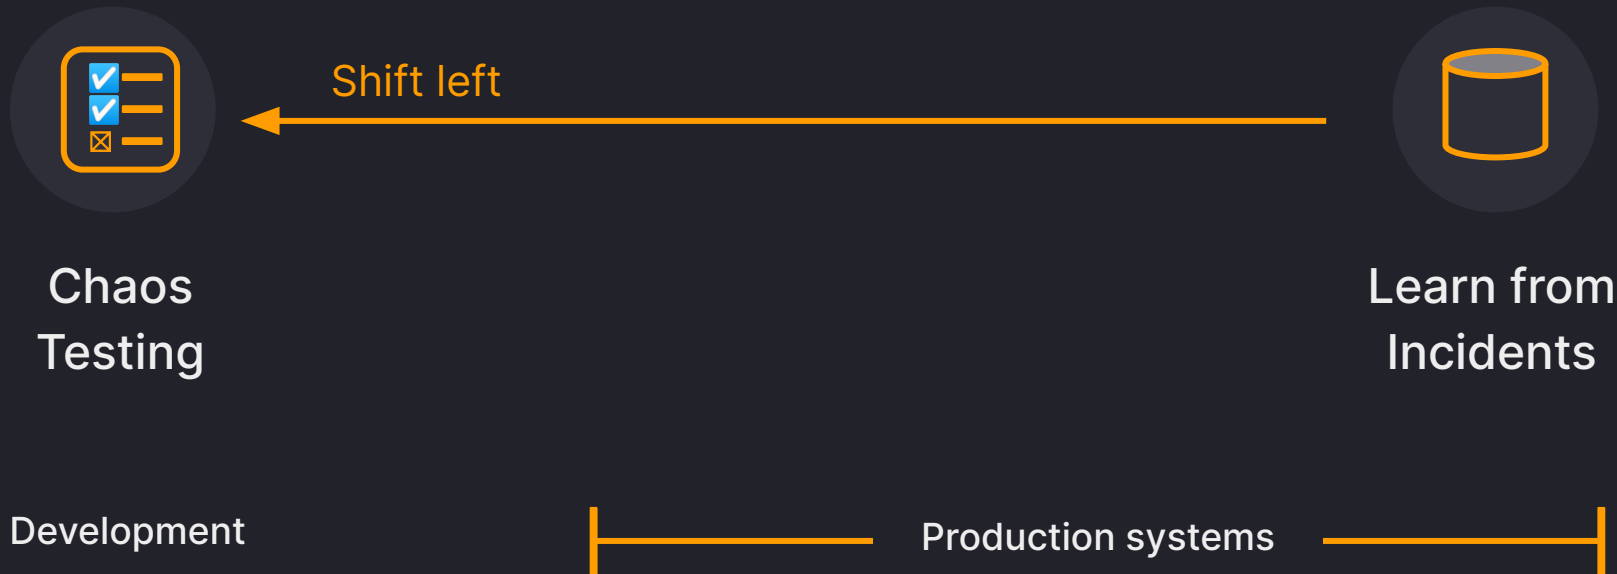 Shift left
Chaos
Testing
Learn from
Incidents
Development
Production systems